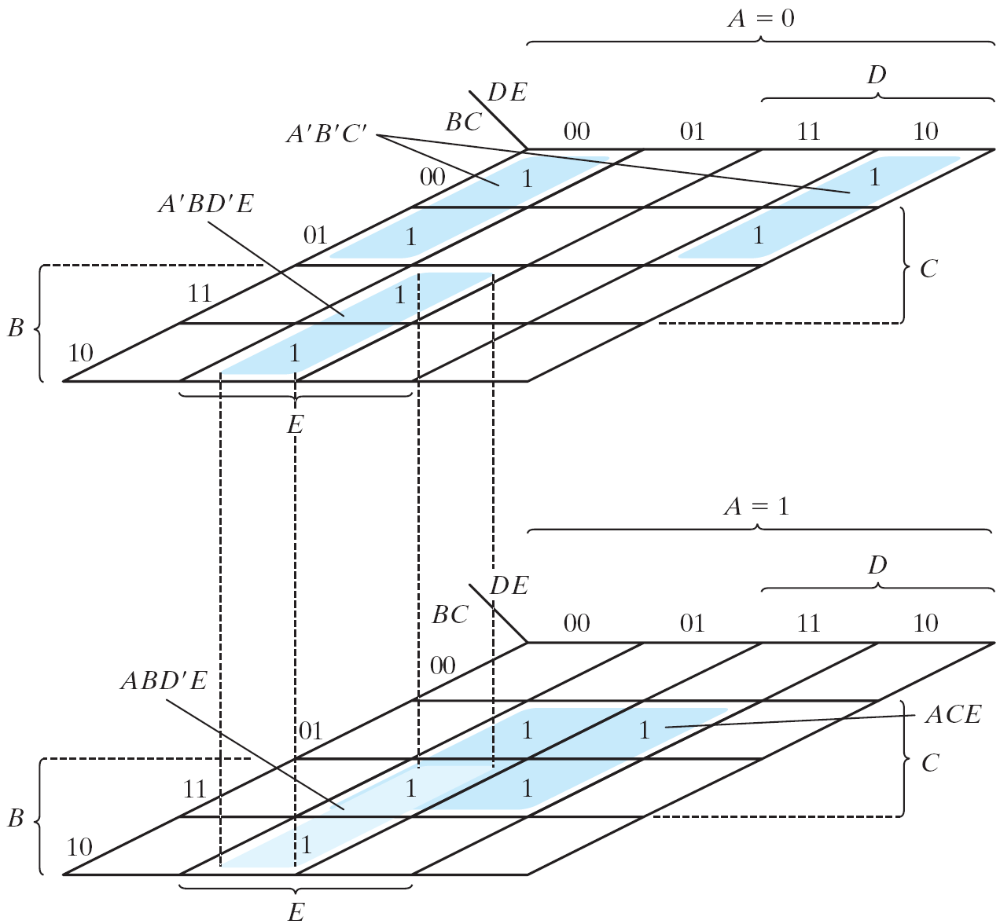 A = 0
D
DE
BC
A′B′C′
00 01 11 10
00 1 1
A′BD′E
01 1 1
C
11 1
B
10 1
E
A = 1
D
DE
BC
00 01 11 10
00
ABD′E
01 1 1
ACE
C
11 1 1
B
10 1
E